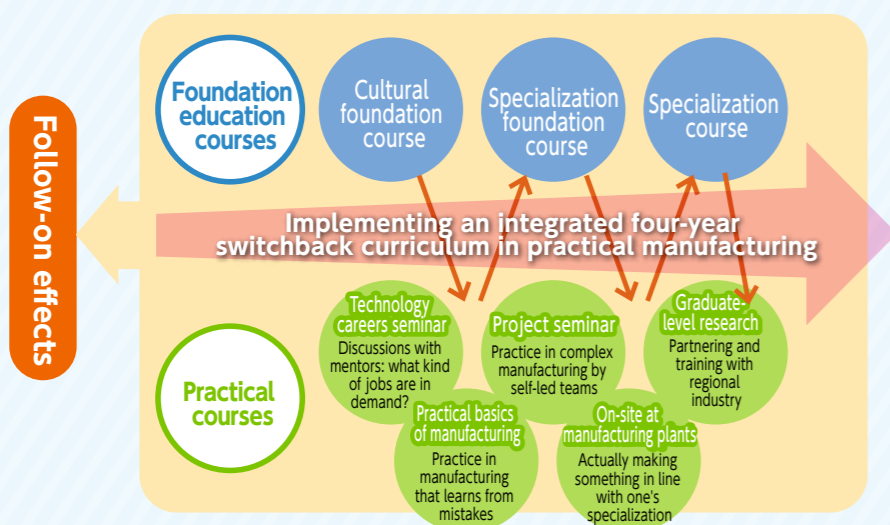 Follow-on effects
Foundation
education
courses
Cultural
foundation
course
Specialization
foundation
course
Specialization
course
Implementing an integrated four-year
switchback curriculum in practical manufacturing
Practical
courses
Technology
careers seminar
Discussions with
mentors: what kind
of jobs are in
demand?
Practical basics
of manufacturing
Practice in
manufacturing
that learns from
mistakes
Project seminar
Practice in complex
manufacturing by
self-led teams
On-site at
manufacturing plants
Actually making
something in line
with one's
specialization
Graduate-
level research
Partnering and
training with
regional
industry